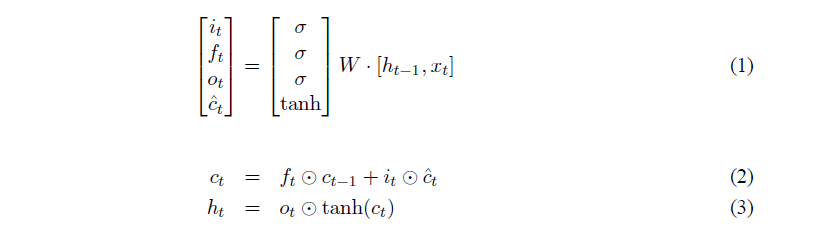 [i_t f_t o_t ĉ_t] = [σ σ σ tanh] W · [h_{t−1}, x_t] (1)
c_t = f_t ⊙ c_{t−1} + i_t ⊙ ĉ_t (2)
h_t = o_t ⊙ tanh(c_t) (3)